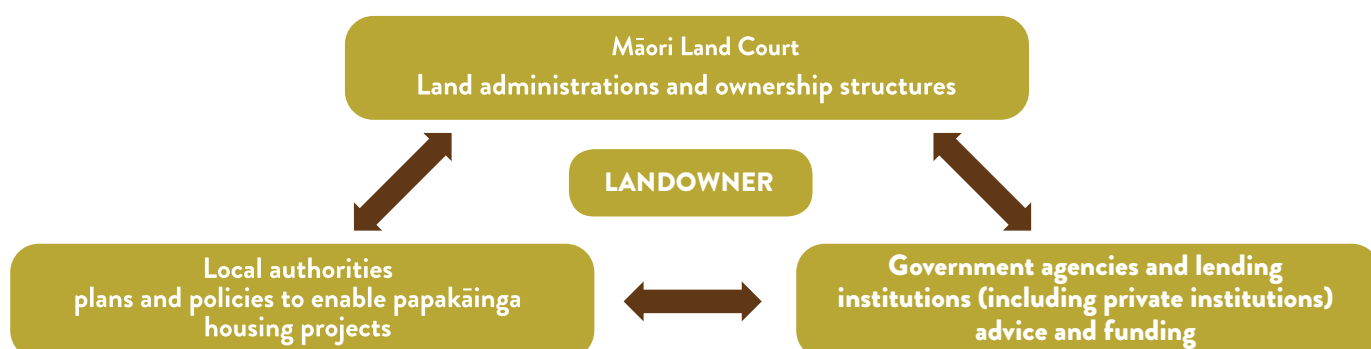 Māori Land Court
Land administrations and ownership structures
LANDOWNER
Local authorities
plans and policies to enable papakāinga
housing projects
Government agencies and lending
institutions (including private institutions)
advice and funding